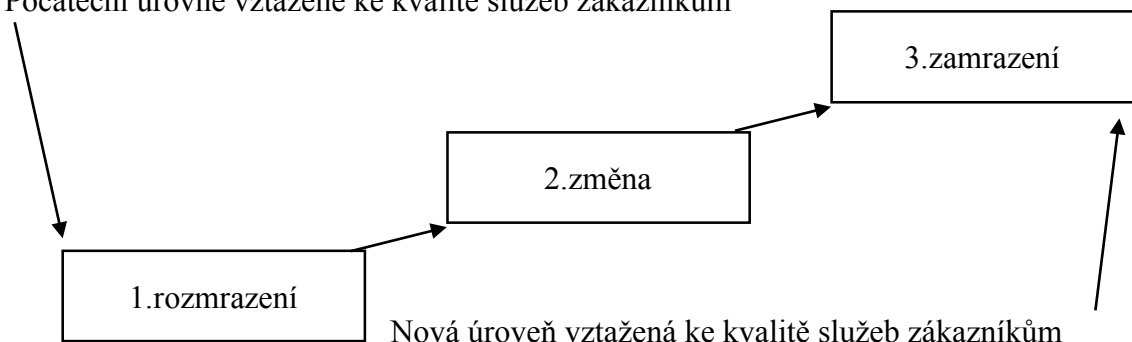 Počáteční úrovně vztažené ke kvalitě služeb zákazníkům
3.zamrazení
2.změna
1.rozmrazení
Nová úroveň vztažená ke kvalitě služeb zákazníkům